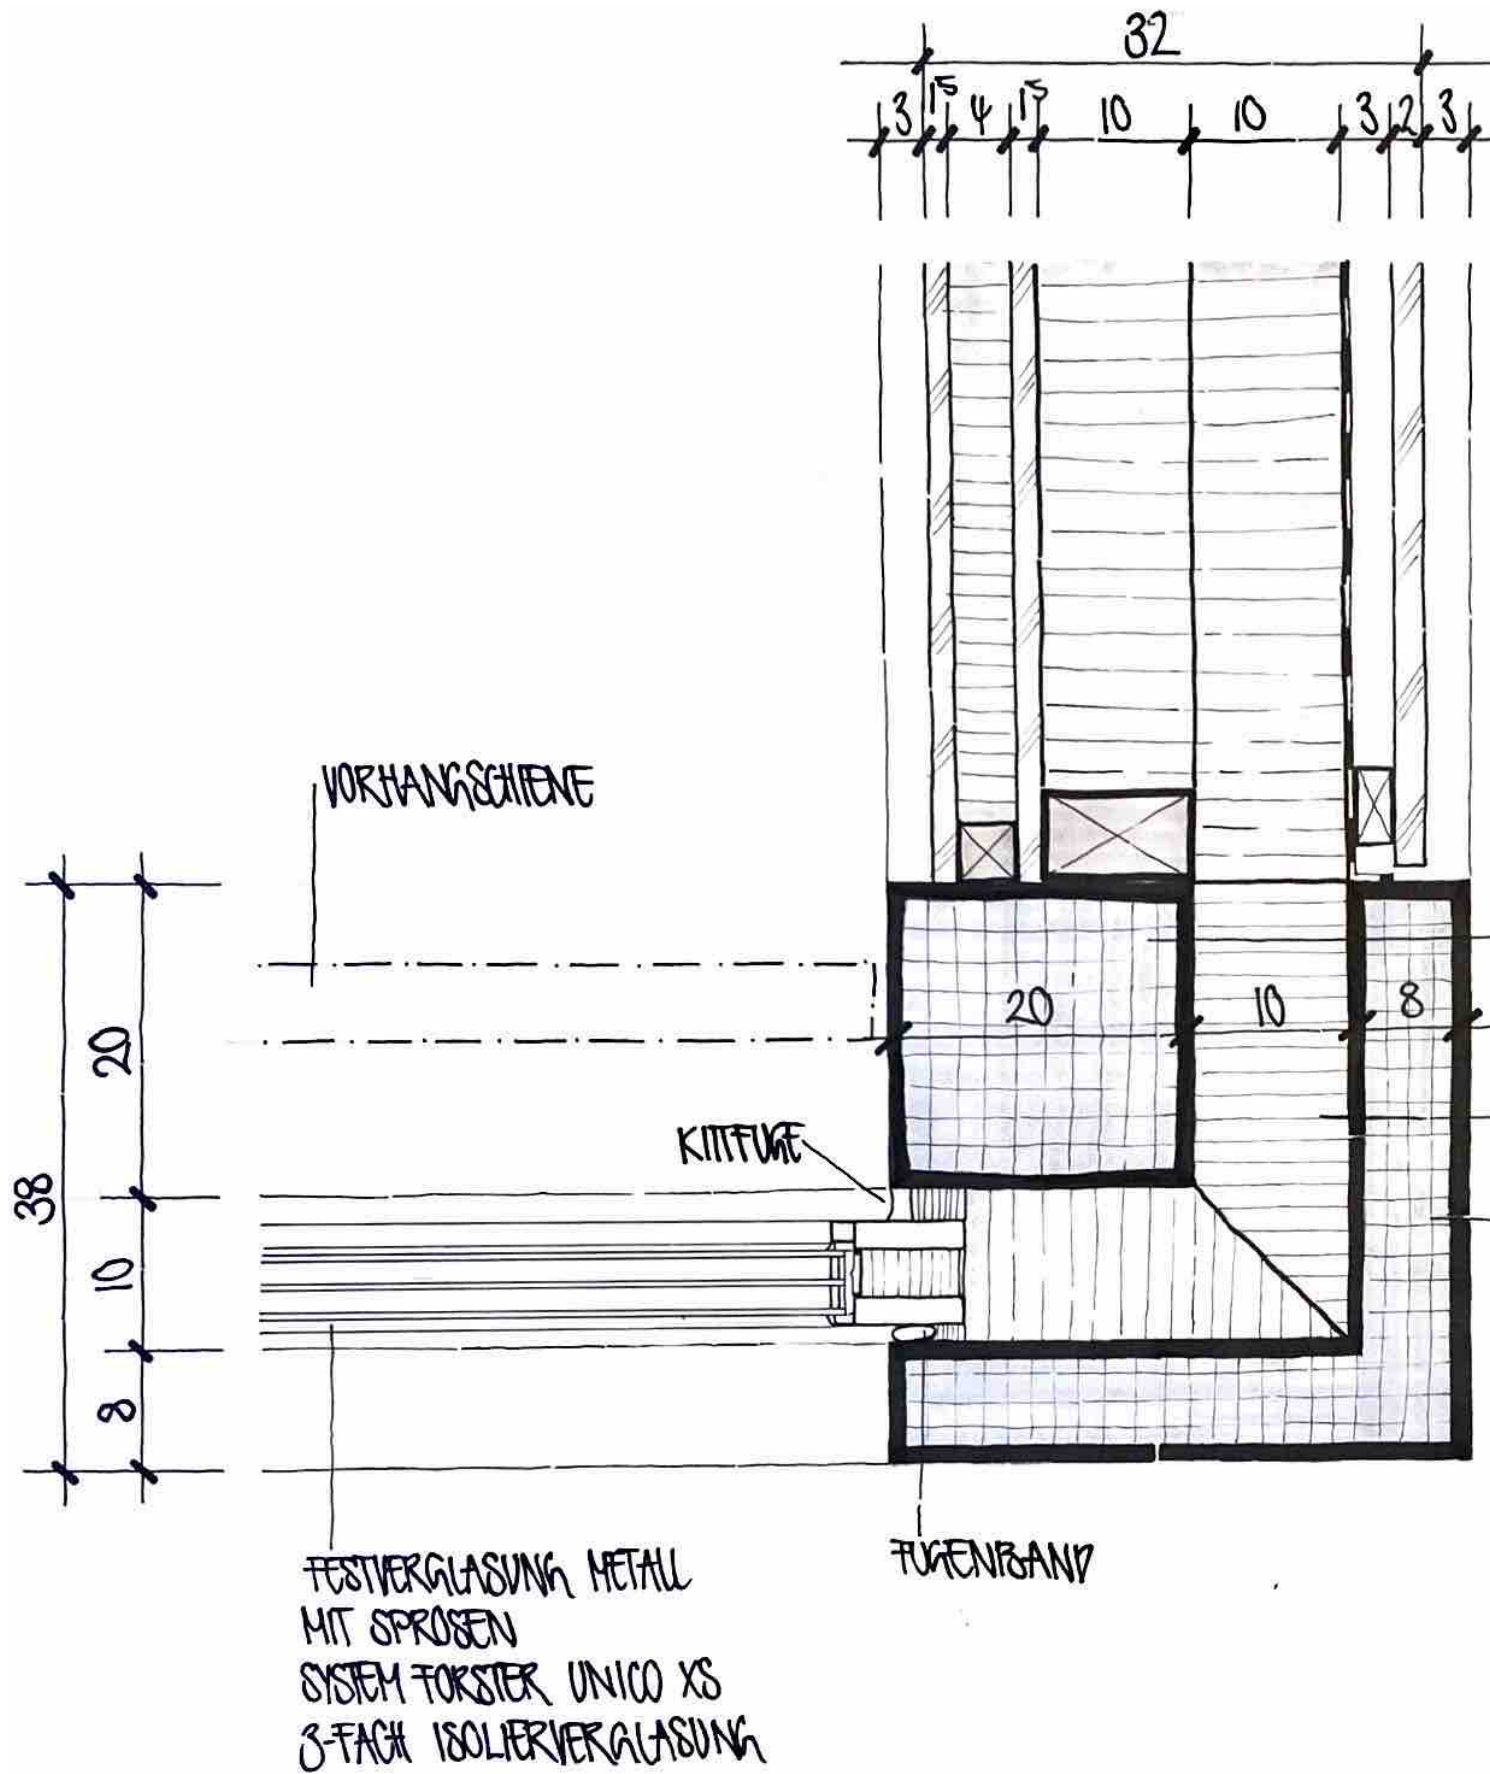 32
3 1⁵ 4 1⁵ 10 10 3 2 3
VORHANGSCHIENE
20 10 8
20
KITTFUGE
38
10
8
FUGENBAND
FESTVERGLASUNG METALL
MIT SPROSEN
SYSTEM FORSTER UNICO XS
3-FACH ISOLIERVERGLASUNG